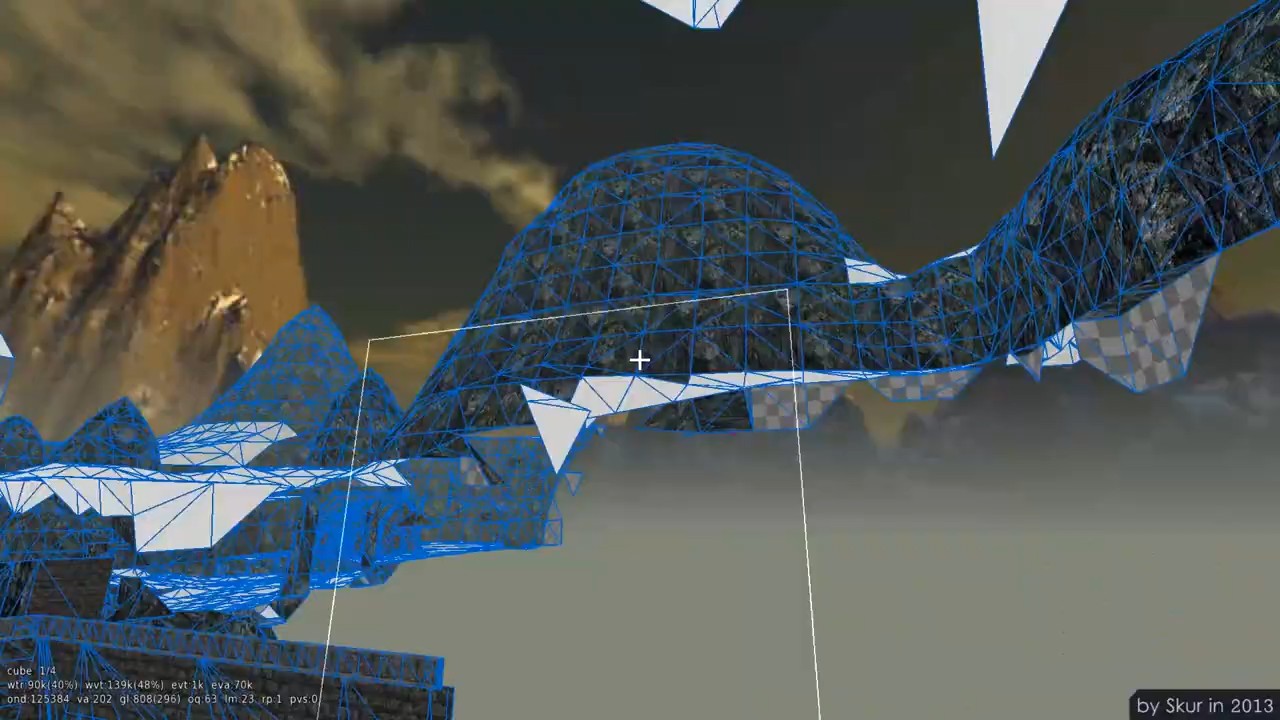 cube 1/4
wtr:90k(40%) wvt:139k(48%) evt:1k eva:70k
ond:125384 va:202 gl:808(296) oq:63 lm:23 rp:1 pvs:0
by Skur in 2013